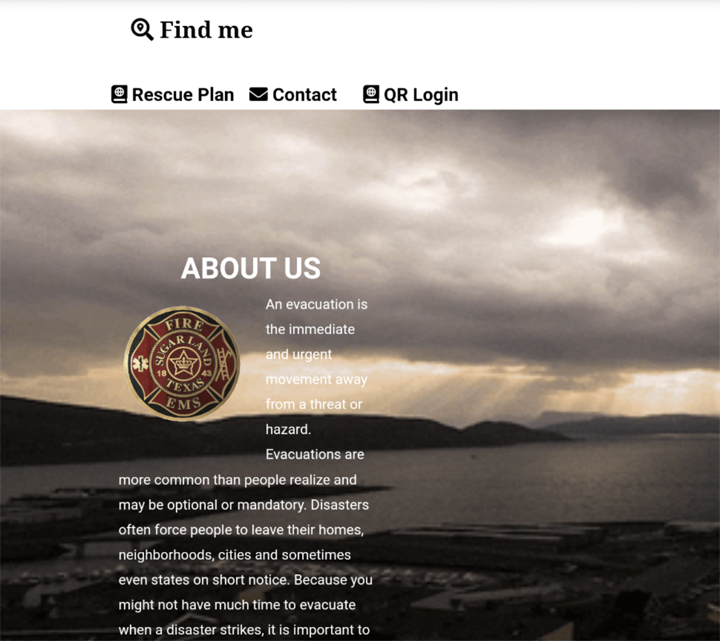 Find me
Rescue Plan Contact QR Login
ABOUT US
FIRE
SUGAR LAND
18 43
TEXAS
EMS
An evacuation is
the immediate
and urgent
movement away
from a threat or
hazard.
Evacuations are
more common than people realize and
may be optional or mandatory. Disasters
often force people to leave their homes,
neighborhoods, cities and sometimes
even states on short notice. Because you
might not have much time to evacuate
when a disaster strikes, it is important to